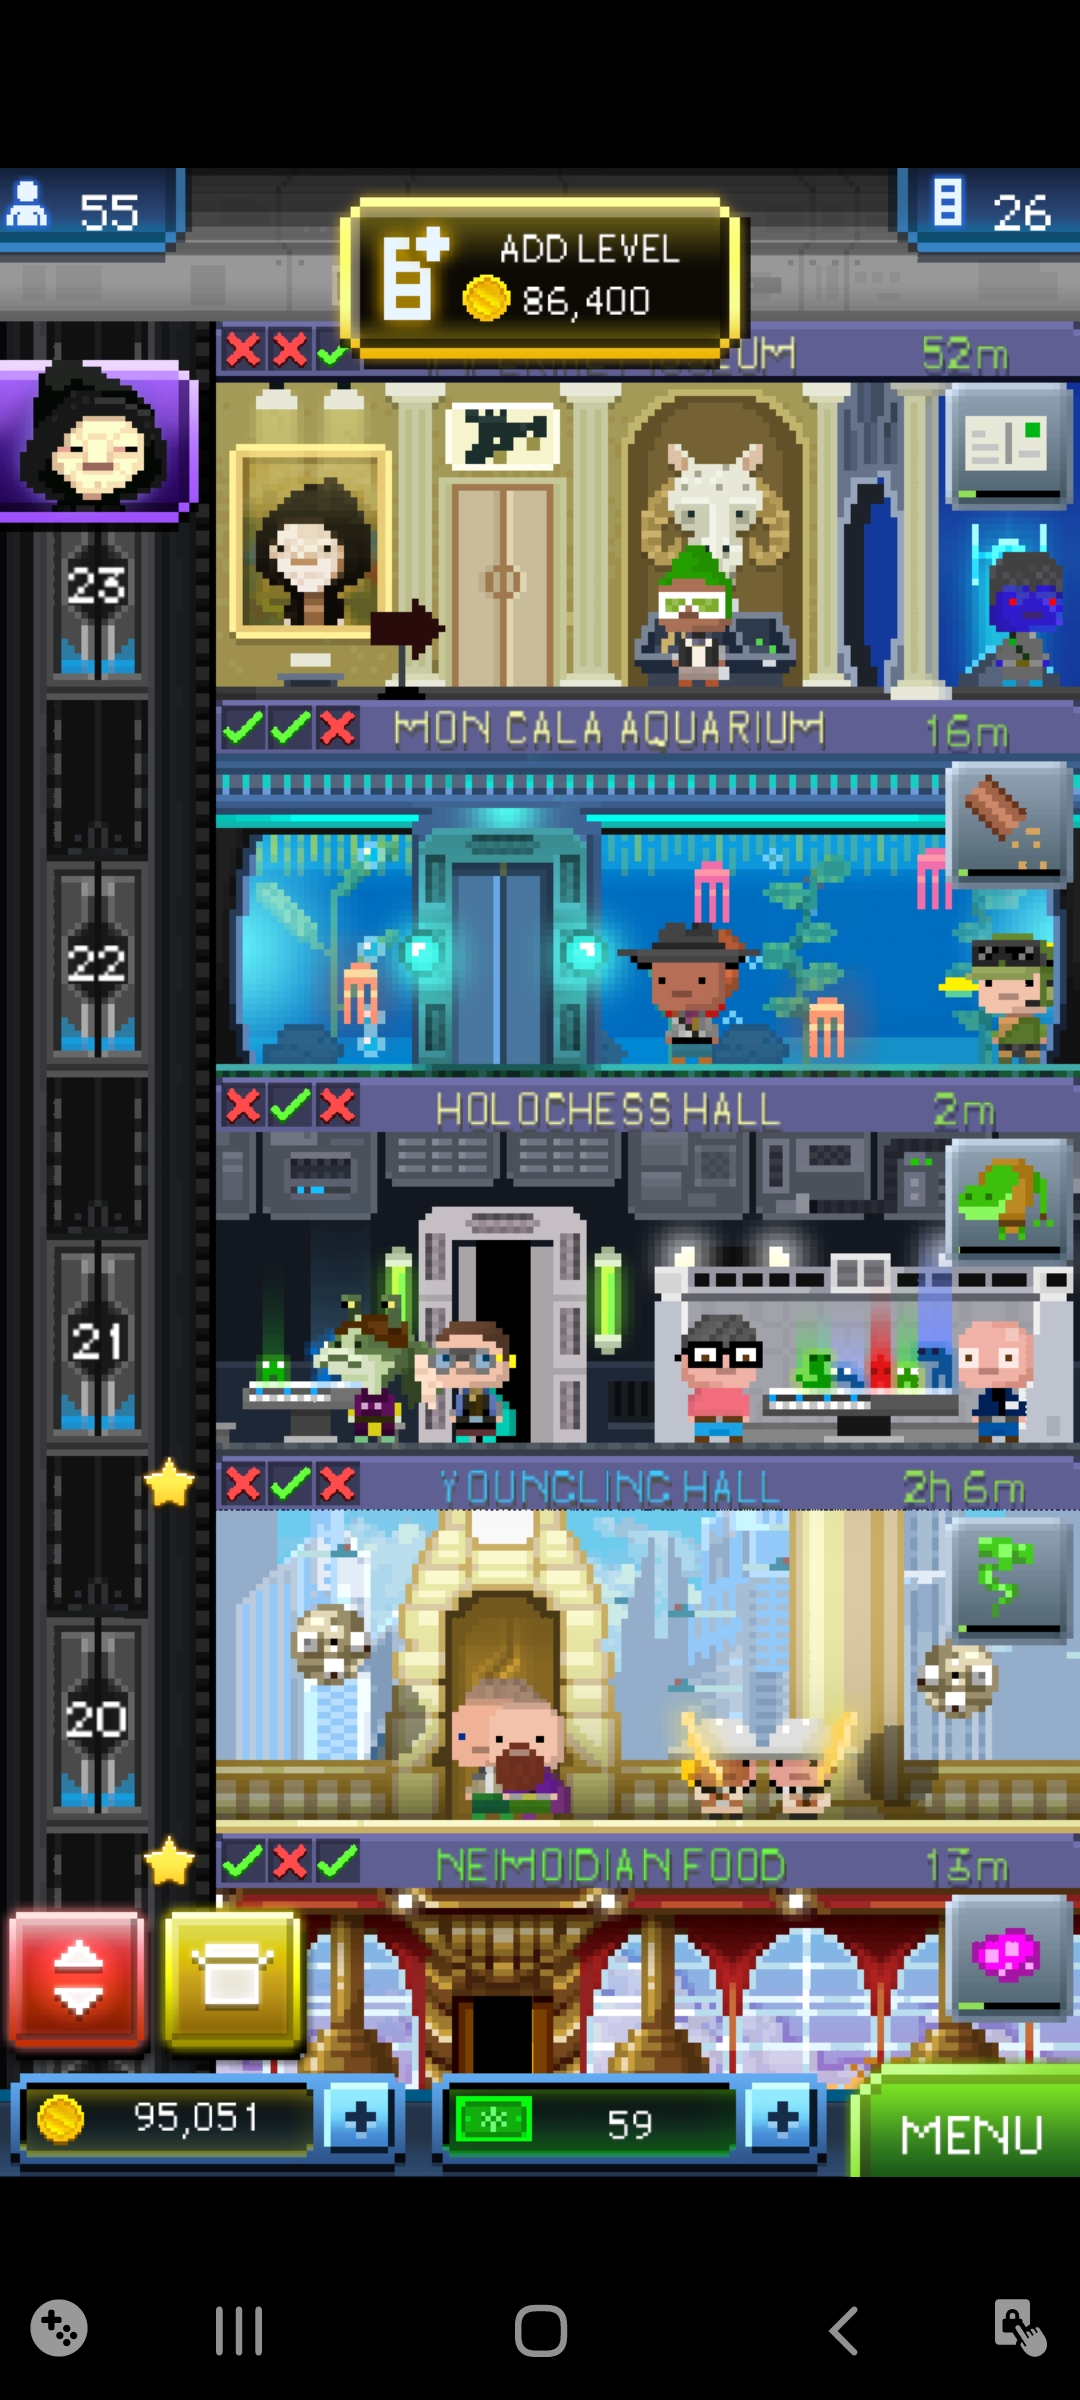 55
ADD LEVEL
86,400
26
UM
52m
23
MON CALA AQUARIUM
16m
22
HOLOCHESS HALL
2m
21
YOUNGLING HALL
2h 6m
20
NEIMOIDIAN FOOD
13m
95,051
59
MENU